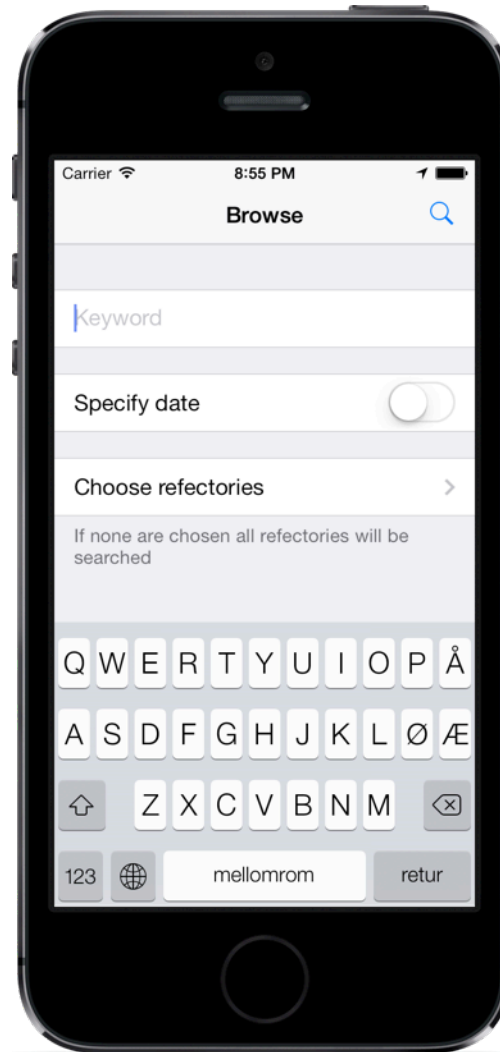 Carrier 8:55 PM
Browse
Keyword
Specify date
Choose refectories
If none are chosen all refectories will be
searched
Q W E R T Y U I O P Å
A S D F G H J K L Ø Æ
Z X C V B N M
123 mellomrom retur